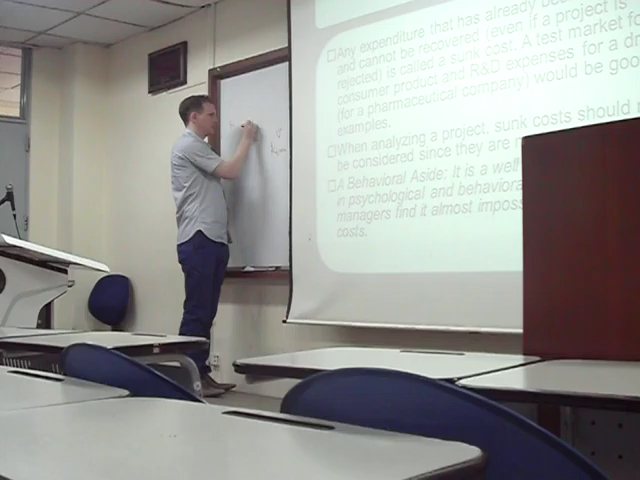 Any expenditure that has already
and cannot be recovered (even if a project is
rejected) is called a sunk cost. A test market fo
consumer product and R&D expenses for a dr
(for a pharmaceutical company) would be goo
examples.
When analyzing a project, sunk costs should
be considered since they are
A Behavioral Aside: It is a well
in psychological and behaviora
managers find it almost imposs
costs.